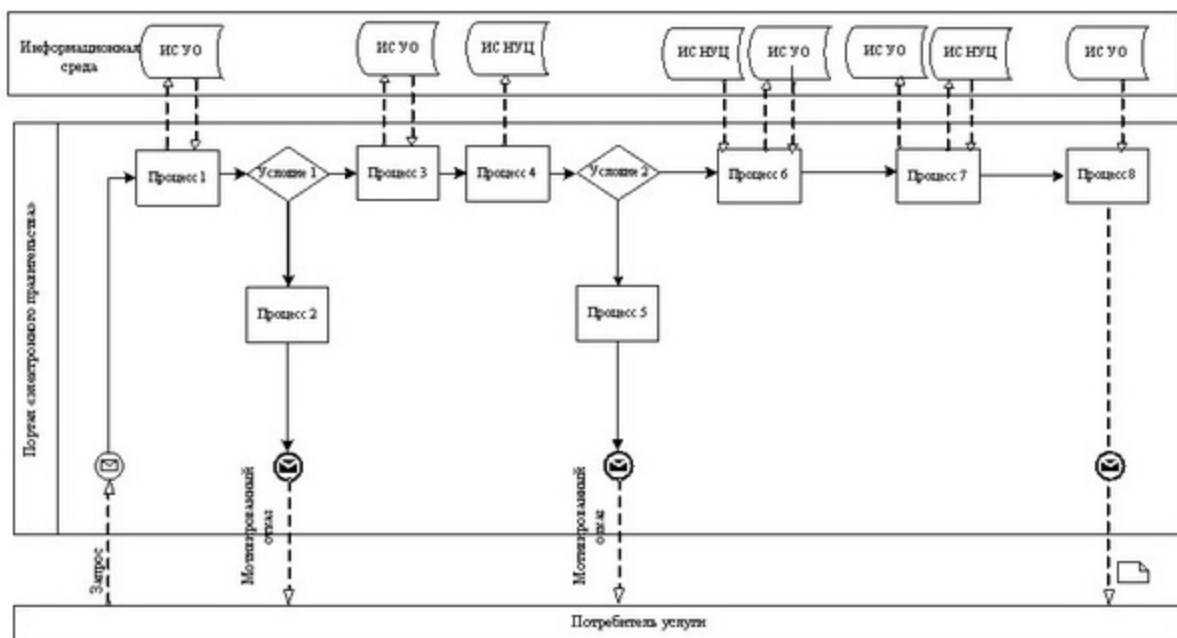 Информационная
среда
ИС УО
ИС УО
ИС НУЦ
ИС НУЦ
ИС УО
ИС УО
ИС НУЦ
ИС УО
Портал «электронного правительства»
Процесс 1
Условие 1
Процесс 3
Процесс 4
Условие 2
Процесс 6
Процесс 7
Процесс 8
Процесс 2
Процесс 5
Запрос
Мотивированный
отказ
Мотивированный
отказ
Потребитель услуги